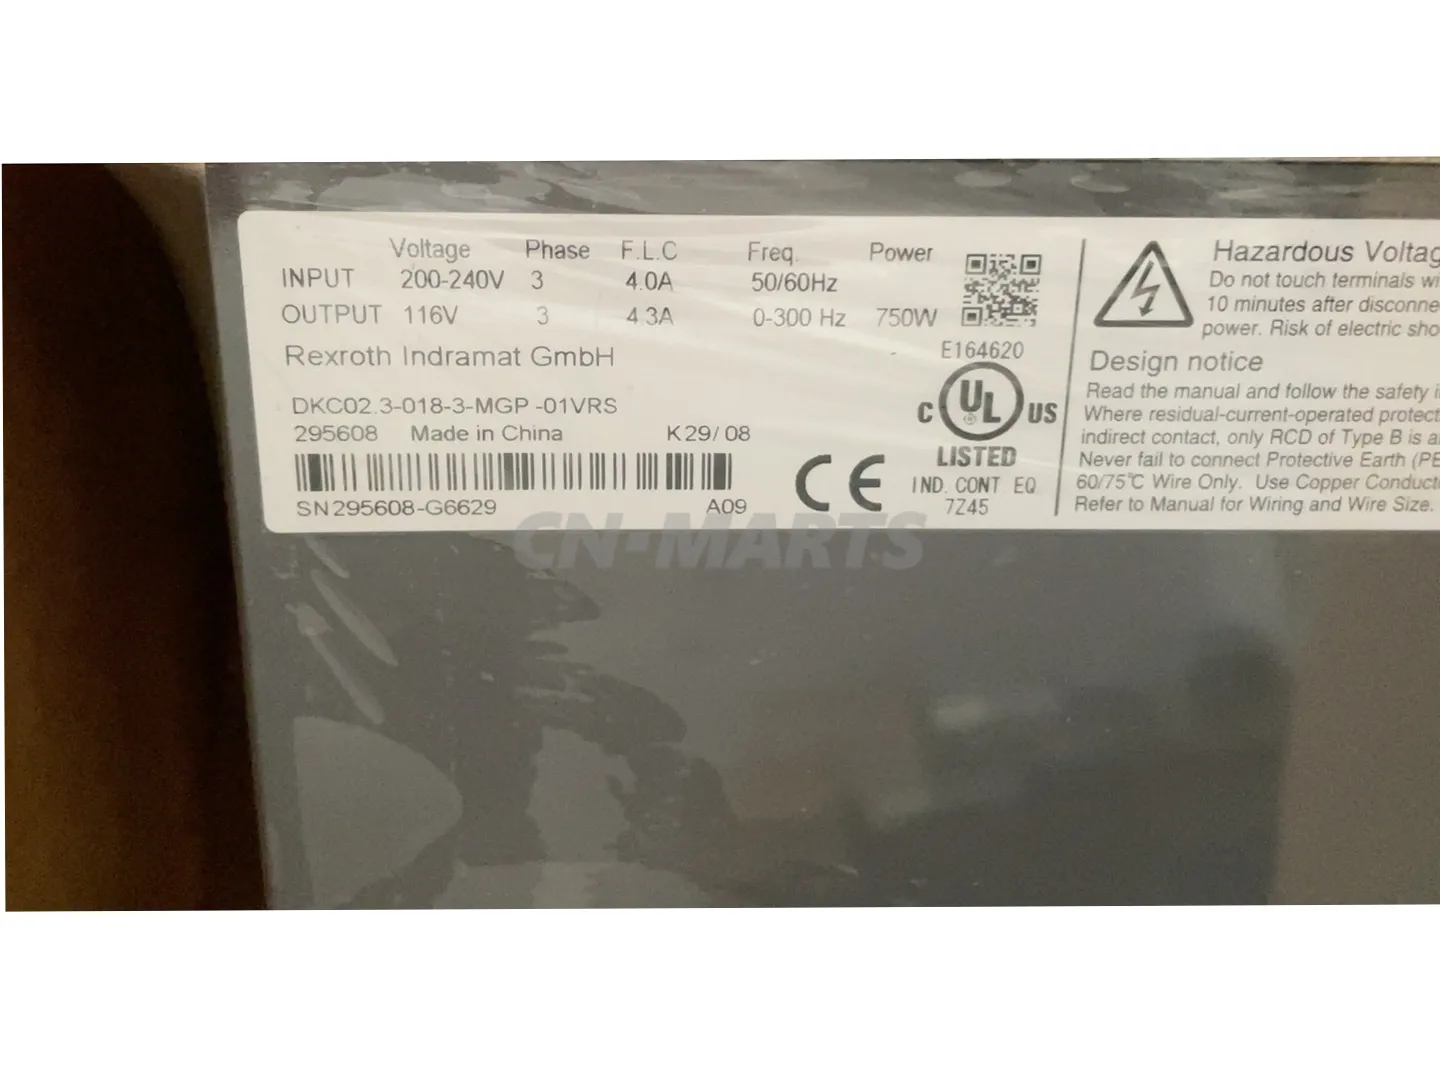 Voltage Phase F.L.C Freq. Power
INPUT 200-240V 3 4.0A 50/60Hz
OUTPUT 116V 3 4.3A 0-300 Hz 750W
Rexroth Indramat GmbH
DKC02.3-018-3-MGP -01VRS
295608 Made in China K29/08
SN295608-G6629 A09
E164620
C UL US
LISTED
IND. CONT EQ
7Z45
CE
Hazardous Voltag
Do not touch terminals wi
10 minutes after disconne
power. Risk of electric sho
Design notice
Read the manual and follow the safety i
Where residual-current-operated protect
indirect contact, only RCD of Type B is a
Never fail to connect Protective Earth (PE
60/75℃ Wire Only. Use Copper Conduct
Refer to Manual for Wiring and Wire Size.
CN-MARTS